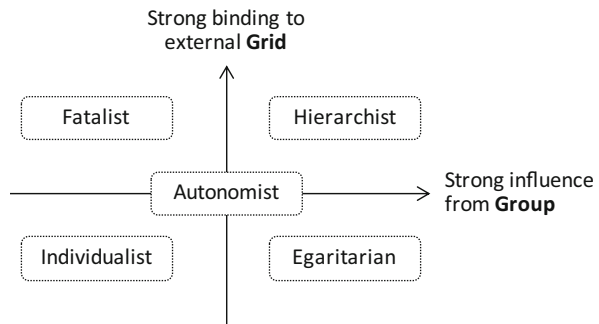 Strong binding to
external Grid
Fatalist
Hierarchist
Autonomist
Strong influence
from Group
Individualist
Egaritarian